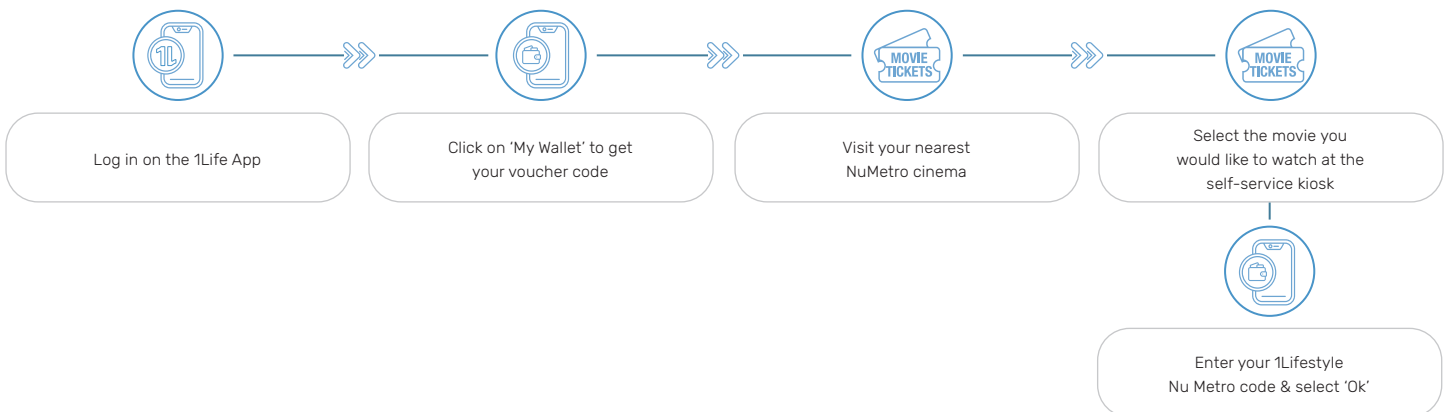 1L
Log in on the 1Life App
Click on ‘My Wallet’ to get
your voucher code
MOVIE
TICKETS
Visit your nearest
NuMetro cinema
MOVIE
TICKETS
Select the movie you
would like to watch at the
self-service kiosk
Enter your 1Lifestyle
Nu Metro code & select ‘Ok’